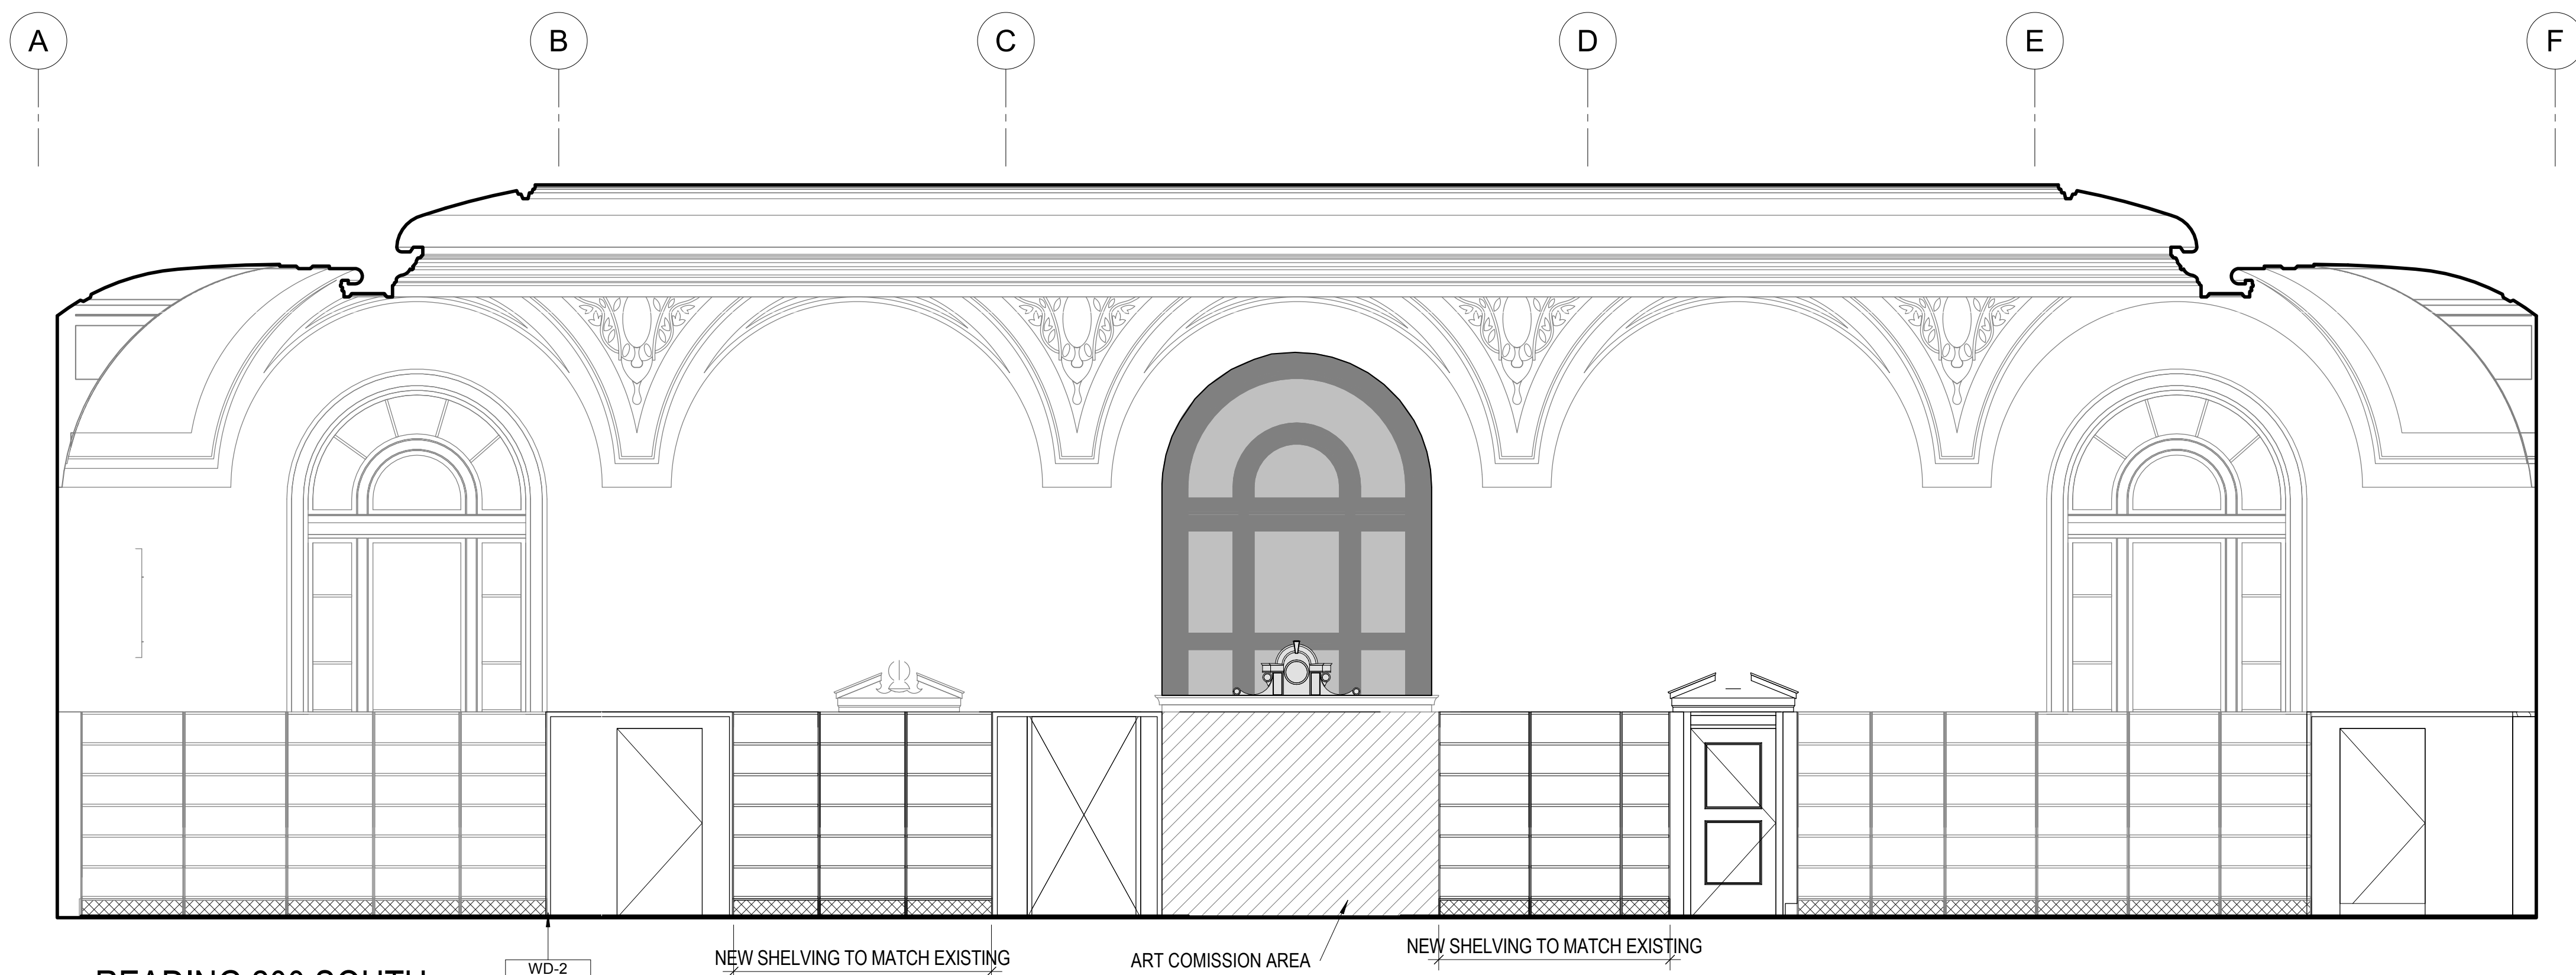 A B C D E F
NEW SHELVING TO MATCH EXISTING
ART COMISSION AREA
NEW SHELVING TO MATCH EXISTING
WD-2